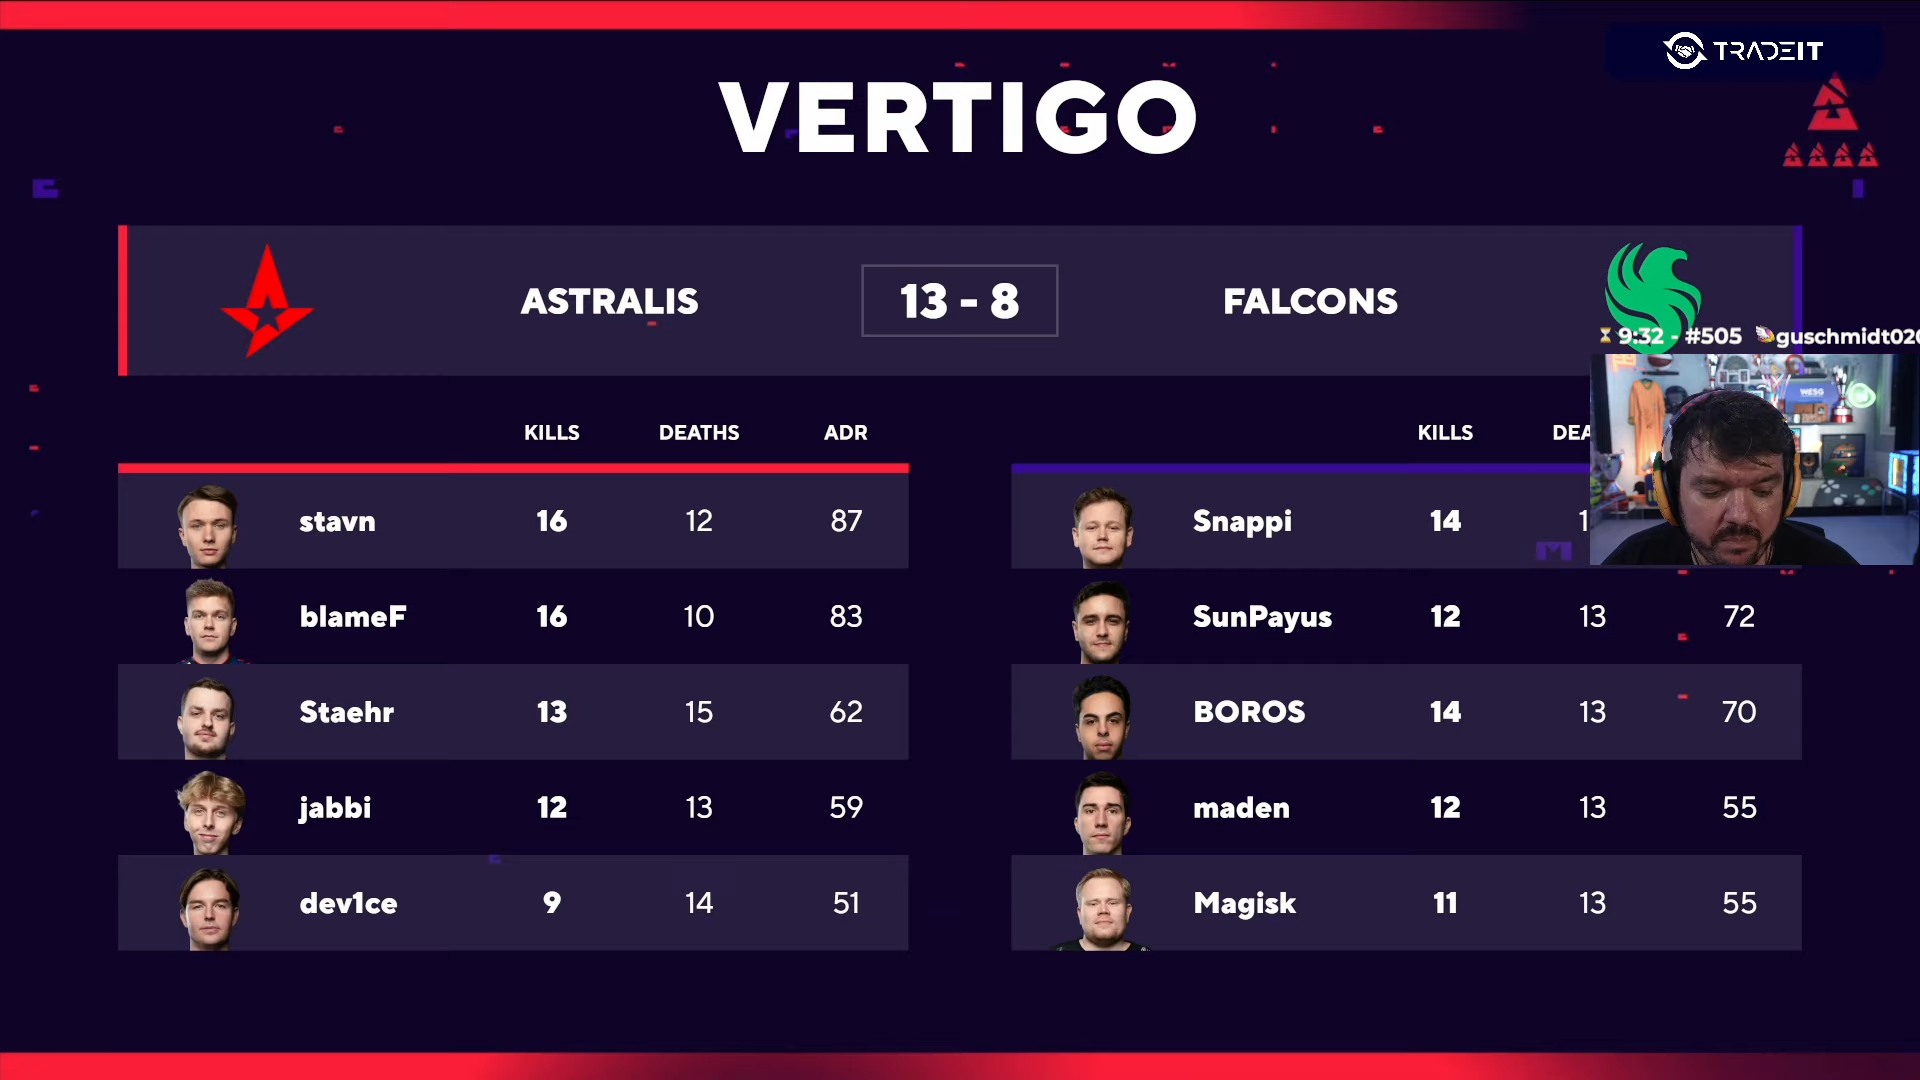 TRADEIT
VERTIGO
ASTRALIS 13 - 8 FALCONS
9:32 - #505 guschmidt020
KILLS DEATHS ADR KILLS
WESG
stavn 16 12 87 Snappi 14
blameF 16 10 83 SunPayus 12 13 72
Staehr 13 15 62 BOROS 14 13 70
jabbi 12 13 59 maden 12 13 55
dev1ce 9 14 51 Magisk 11 13 55